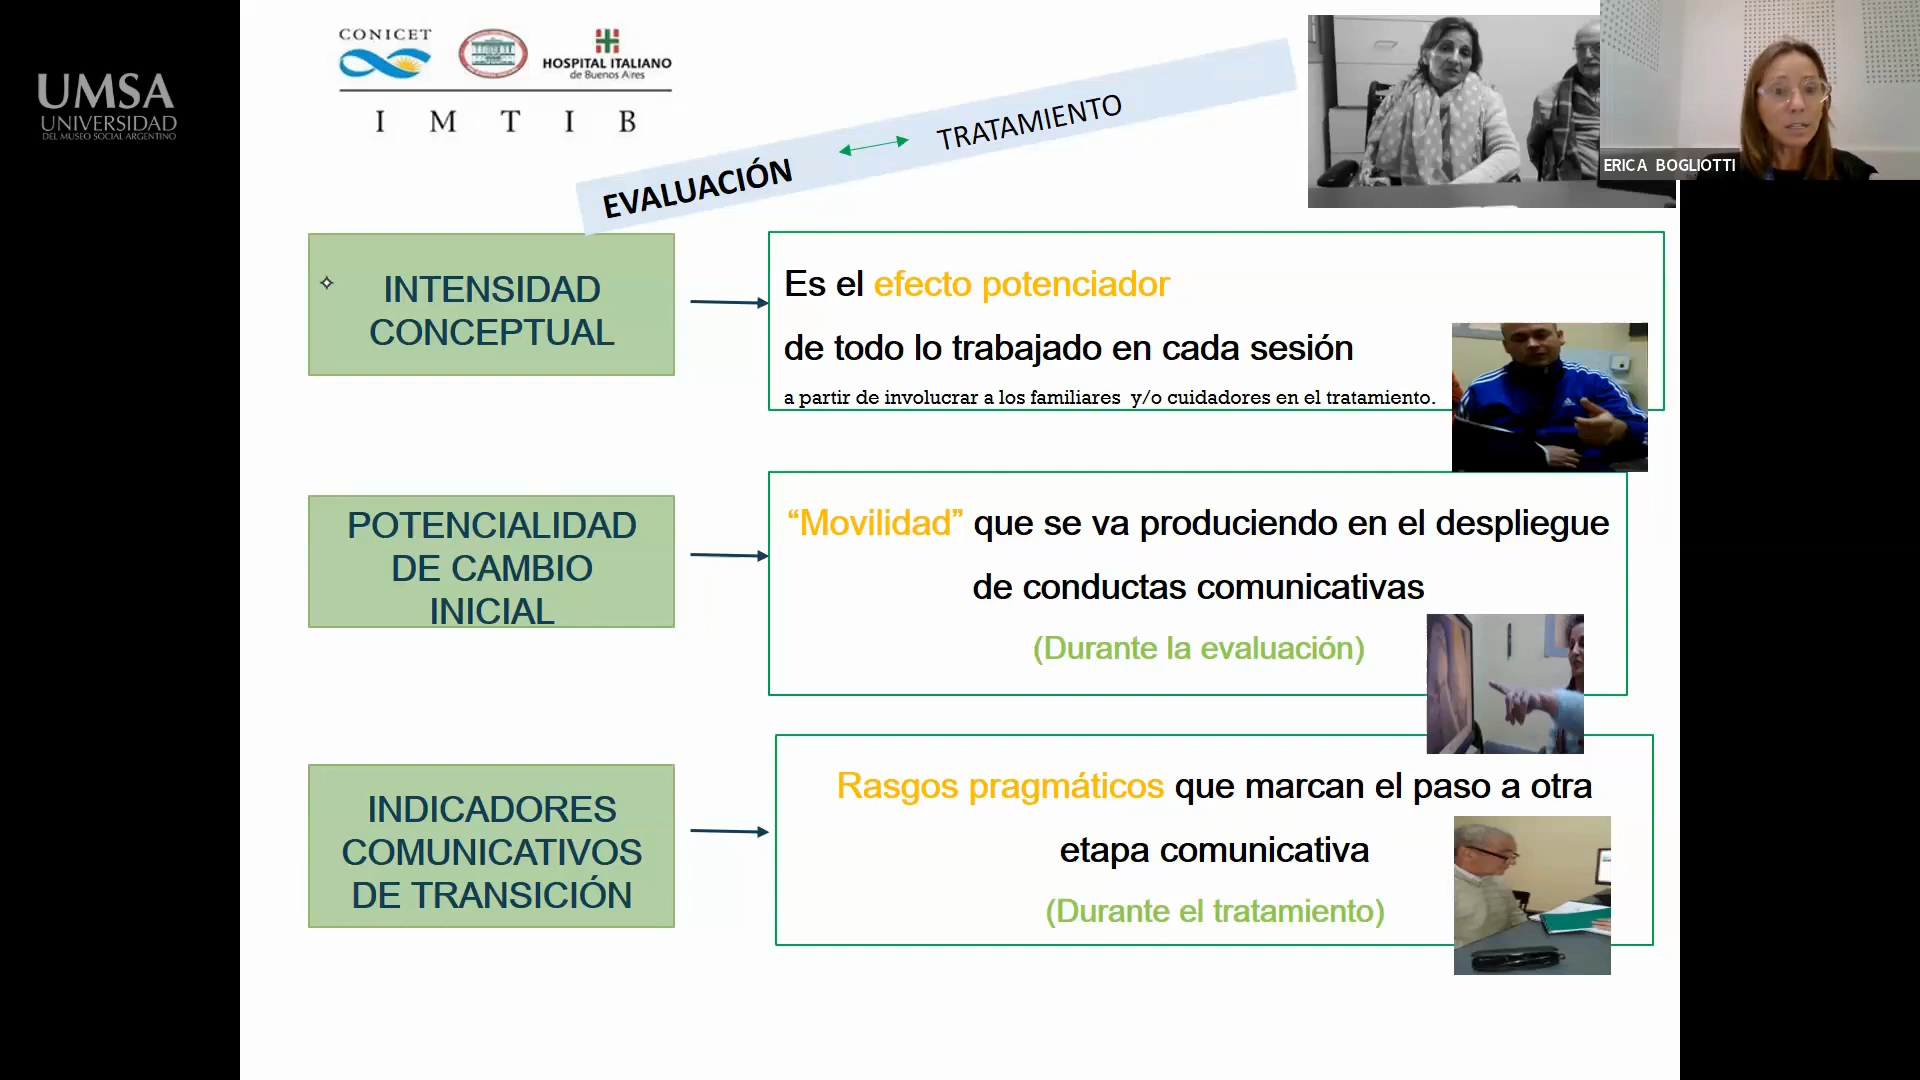 UMSA
UNIVERSIDAD
DEL MUSEO SOCIAL ARGENTINO
CONICET
HOSPITAL ITALIANO
de Buenos Aires
I M T I B
EVALUACIÓN
TRATAMIENTO
ERICA BOGLIOTTI
INTENSIDAD
CONCEPTUAL
Es el efecto potenciador
de todo lo trabajado en cada sesión
a partir de involucrar a los familiares y/o cuidadores en el tratamiento.
POTENCIALIDAD
DE CAMBIO
INICIAL
“Movilidad” que se va produciendo en el despliegue
de conductas comunicativas
(Durante la evaluación)
INDICADORES
COMUNICATIVOS
DE TRANSICIÓN
Rasgos pragmáticos que marcan el paso a otra
etapa comunicativa
(Durante el tratamiento)